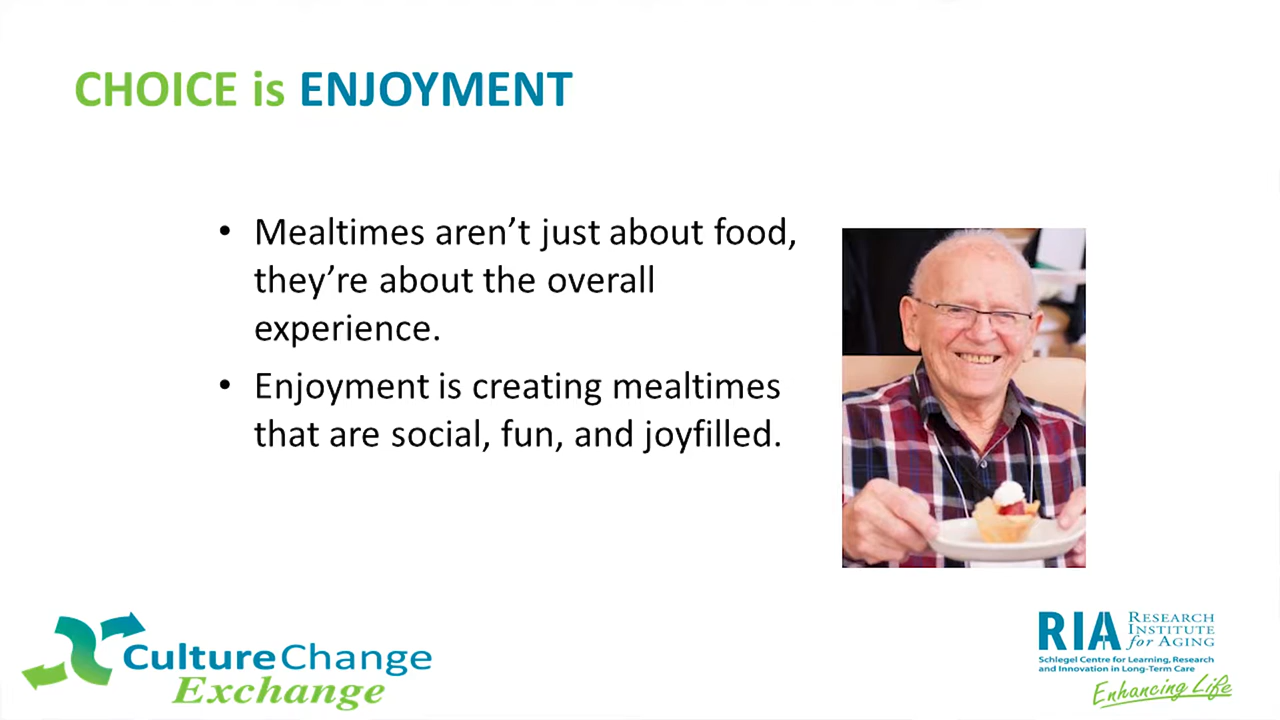 CHOICE is ENJOYMENT
• Mealtimes aren’t just about food,
they’re about the overall
experience.
• Enjoyment is creating mealtimes
that are social, fun, and joyfilled.
CultureChange
Exchange
RIA
RESEARCH
INSTITUTE
for AGING
Schlegel Centre for Learning, Research
and Innovation in Long-Term Care
Enhancing Life